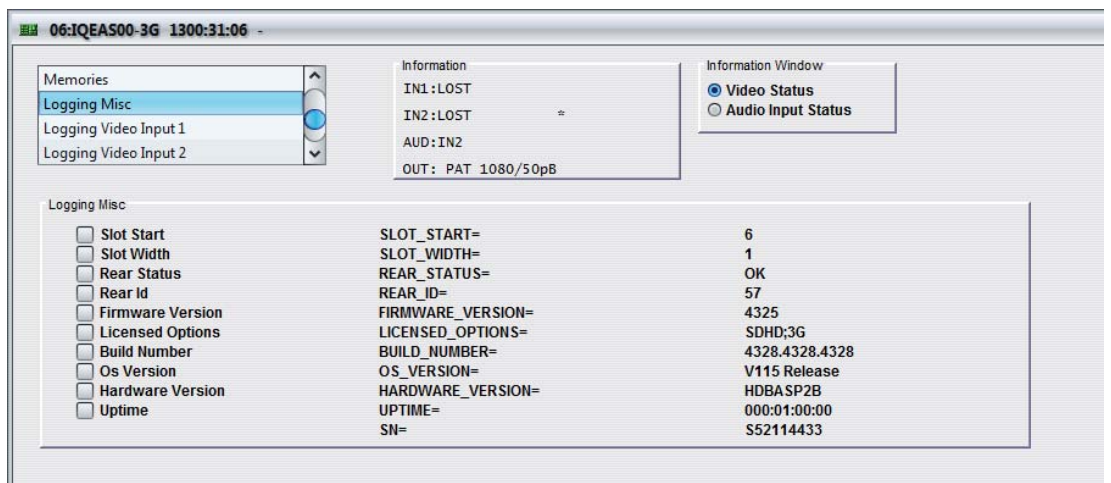 06:IQEAS00-3G 1300:31:06 -
Memories
Logging Misc
Logging Video Input 1
Logging Video Input 2
Information
IN1:LOST
IN2:LOST *
AUD:IN2
OUT: PAT 1080/50pB
Information Window
Video Status
Audio Input Status
Logging Misc
Slot Start SLOT_START= 6
Slot Width SLOT_WIDTH= 1
Rear Status REAR_STATUS= OK
Rear Id REAR_ID= 57
Firmware Version FIRMWARE_VERSION= 4325
Licensed Options LICENSED_OPTIONS= SDHD;3G
Build Number BUILD_NUMBER= 4328.4328.4328
Os Version OS_VERSION= V115 Release
Hardware Version HARDWARE_VERSION= HDBASP2B
Uptime UPTIME= 000:01:00:00
SN= S52114433